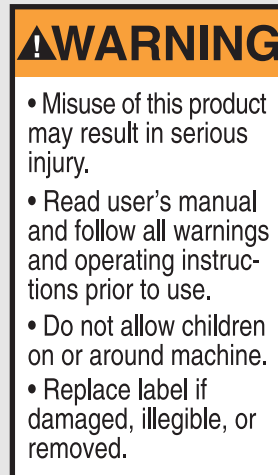 WARNING
• Misuse of this product
may result in serious
injury.
• Read user's manual
and follow all warnings
and operating instruc-
tions prior to use.
• Do not allow children
on or around machine.
• Replace label if
damaged, illegible, or
removed.